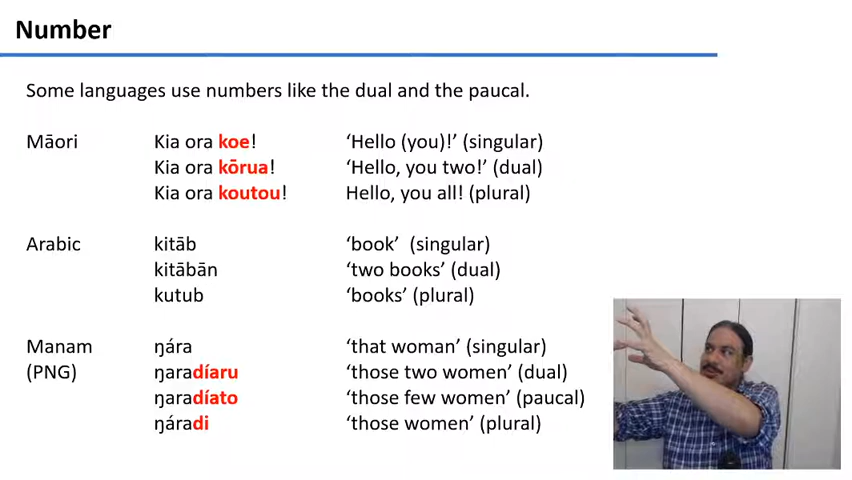 Number
Some languages use numbers like the dual and the paucal.
Māori Kia ora koe! ‘Hello (you)!’ (singular)
Kia ora kōrua! ‘Hello, you two!’ (dual)
Kia ora koutou! Hello, you all! (plural)
Arabic kitāb ‘book’ (singular)
kitābān ‘two books’ (dual)
kutub ‘books’ (plural)
Manam ŋára ‘that woman’ (singular)
(PNG) ŋaradíaru ‘those two women’ (dual)
ŋaradíato ‘those few women’ (paucal)
ŋáradi ‘those women’ (plural)